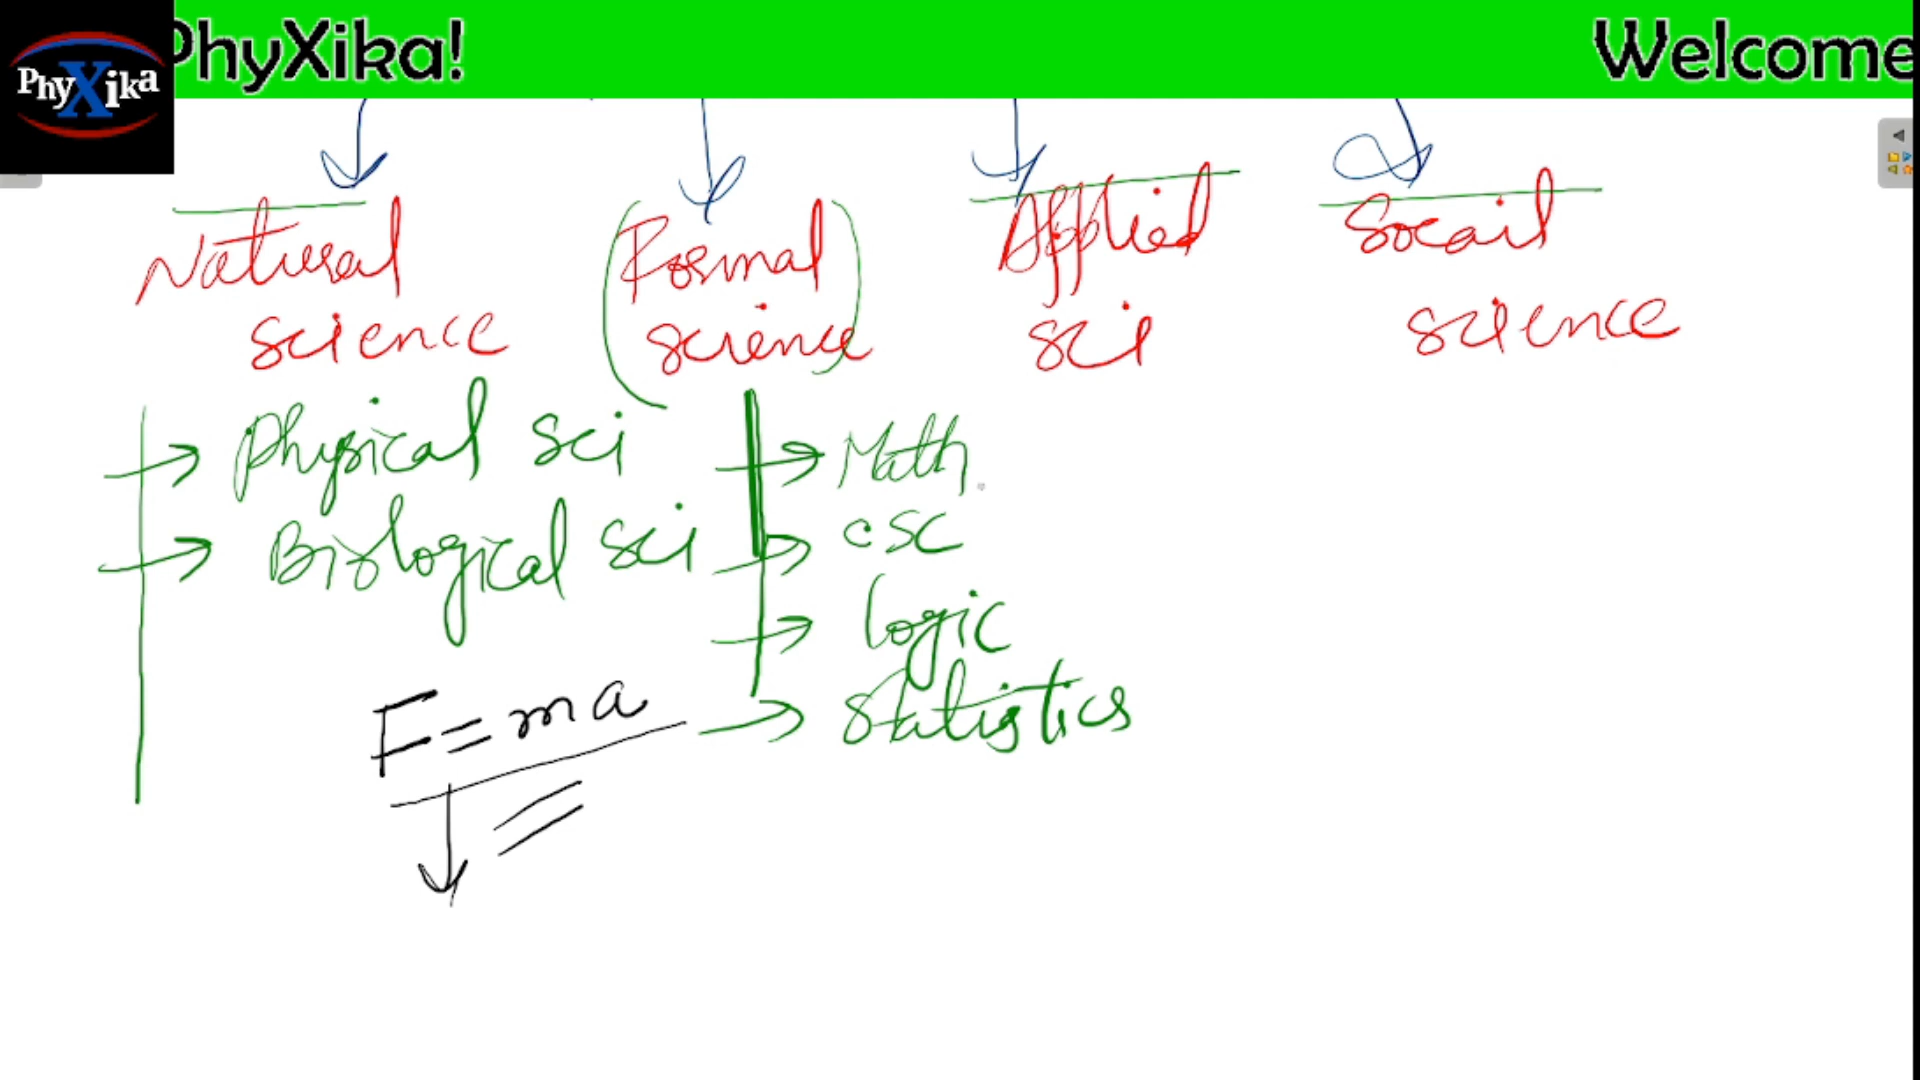 PhyXika
PhyXika!
Welcome
Natural
science
Formal
science
Applied
sci
Socail
science
Physical sci
Biological sci
Math
CSC
logic
Statistics
F=ma